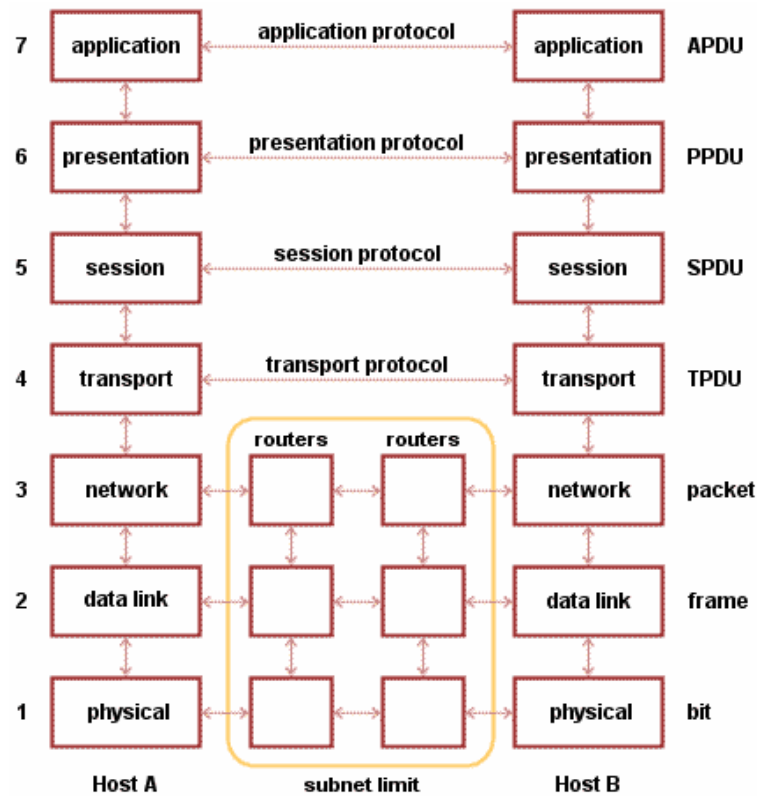 7 application application protocol application APDU
6 presentation presentation protocol presentation PPDU
5 session session protocol session SPDU
4 transport transport protocol transport TPDU
routers routers
3 network network packet
2 data link data link frame
1 physical physical bit
Host A subnet limit Host B